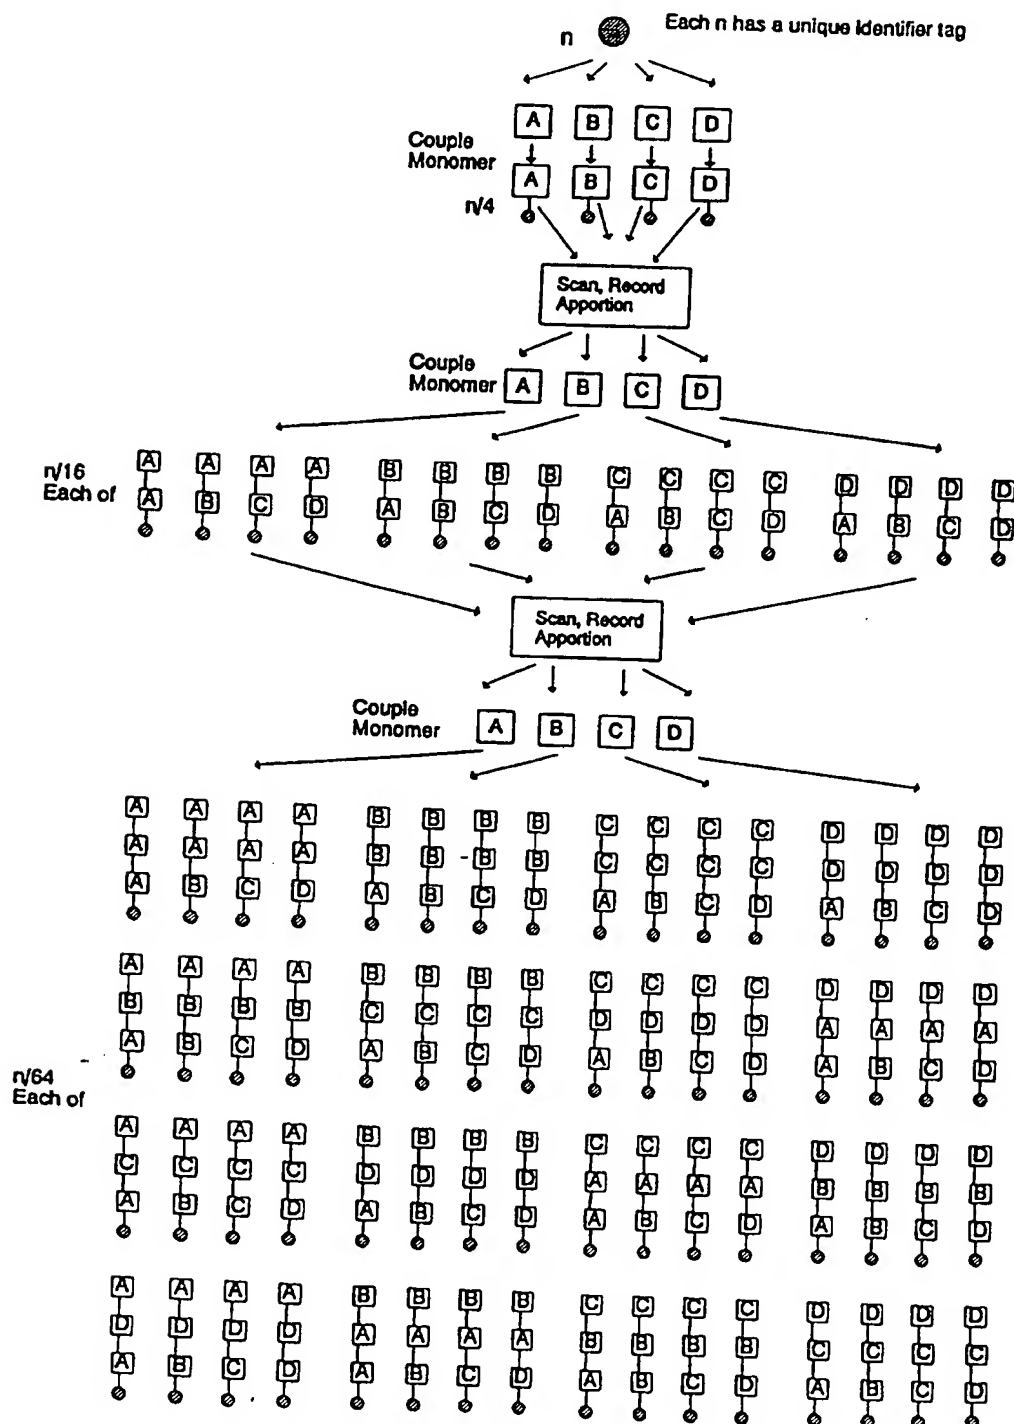 n Each n has a unique identifier tag
A B C D
Couple
Monomer
A B C D
n/4
Scan, Record
Apportion
Couple
Monomer
A B C D
n/16
Each of
A A A A B B B B C C C C D D D D
A B C D A B C D A B C D A B C D
Scan, Record
Apportion
Couple
Monomer
A B C D
A A A A B B B B C C C C D D D D
A A A A B B B B C C C C D D D D
A B C D A B C D A B C D A B C D
A A A A B B B B C C C C D D D D
B B B B C C C C D D D D A A A A
A B C D A B C D A B C D A B C D
n/64
Each of
A A A A B B B B C C C C D D D D
C C C C D D D D A A A A B B B B
A B C D A B C D A B C D A B C D
A A A A B B B B C C C C D D D D
D D D D A A A A B B B B C C C C
A B C D A B C D A B C D A B C D